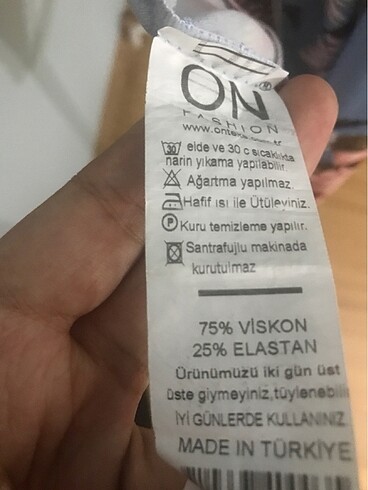 ON
FASHION
elde ve 30 c sıcaklıkta
30
narin yıkama yapılabilir
Ağartma yapılmaz.
Hafif ısı ile Ütüleyiniz.
P Kuru temizleme yapılır.
Santrafujlu makinada
kurutulmaz
75% VİSKON
25% ELASTAN
Ürünümüzü iki gün üst
üste giymeyiniz,tüylenebilir
İYİ GÜNLERDE KULLANINIZ.
MADE IN TÜRKİYE